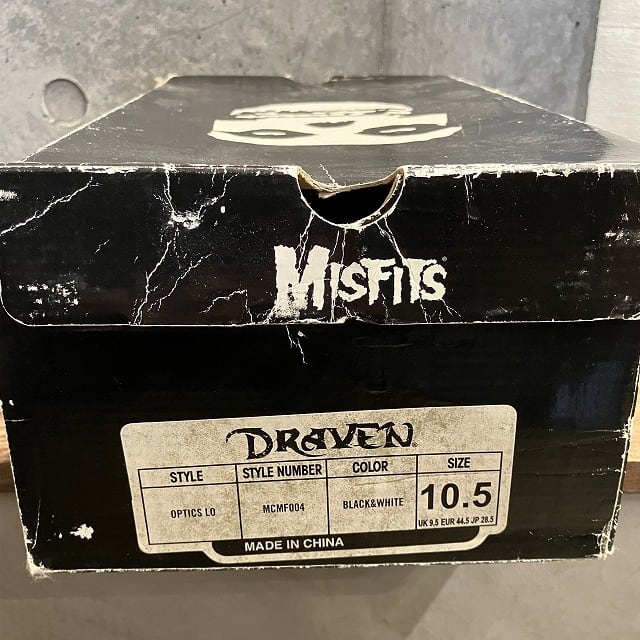 MISFITS
DRAVEN
STYLE STYLE NUMBER COLOR SIZE
OPTICS LO MCMF004 BLACK&WHITE 10.5
UK 9.5 EUR 44.5 JP 28.5
MADE IN CHINA